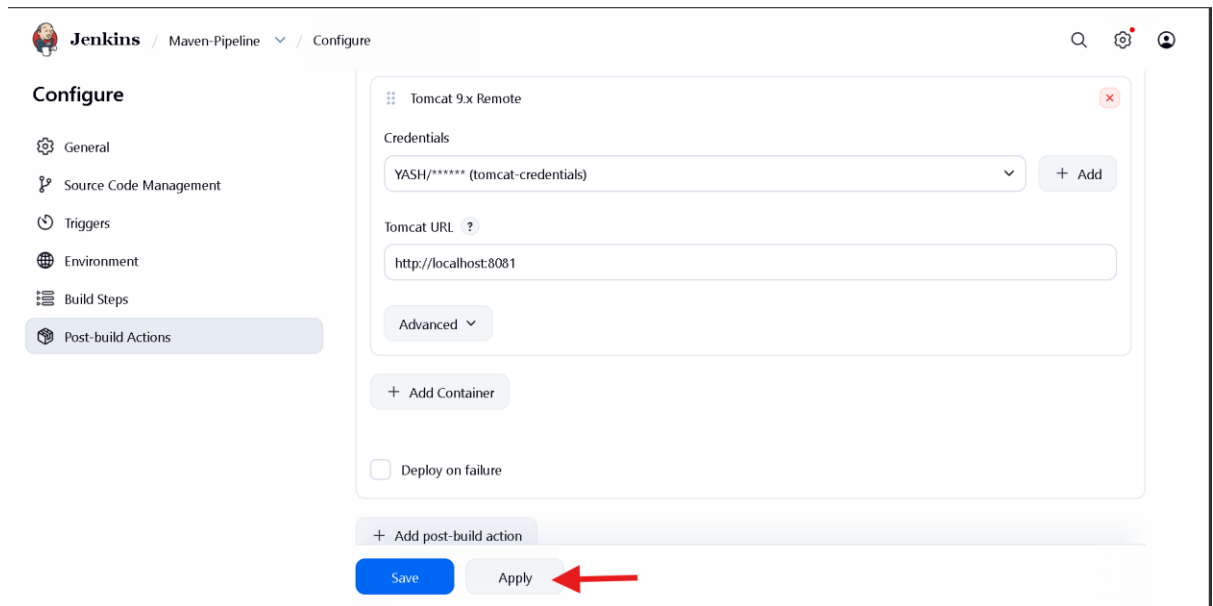 Jenkins / Maven-Pipeline / Configure
Configure
General
Source Code Management
Triggers
Environment
Build Steps
Post-build Actions
Tomcat 9.x Remote
Credentials
YASH/****** (tomcat-credentials)
+ Add
Tomcat URL ?
http://localhost:8081
Advanced
+ Add Container
Deploy on failure
+ Add post-build action
Save
Apply